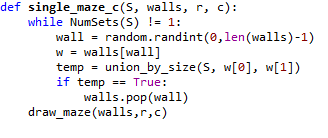 def single_maze_c(S, walls, r, c):
    while NumSets(S) != 1:
        wall = random.randint(0,len(walls)-1)
        w = walls[wall]
        temp = union_by_size(S, w[0], w[1])
        if temp == True:
            walls.pop(wall)
    draw_maze(walls,r,c)